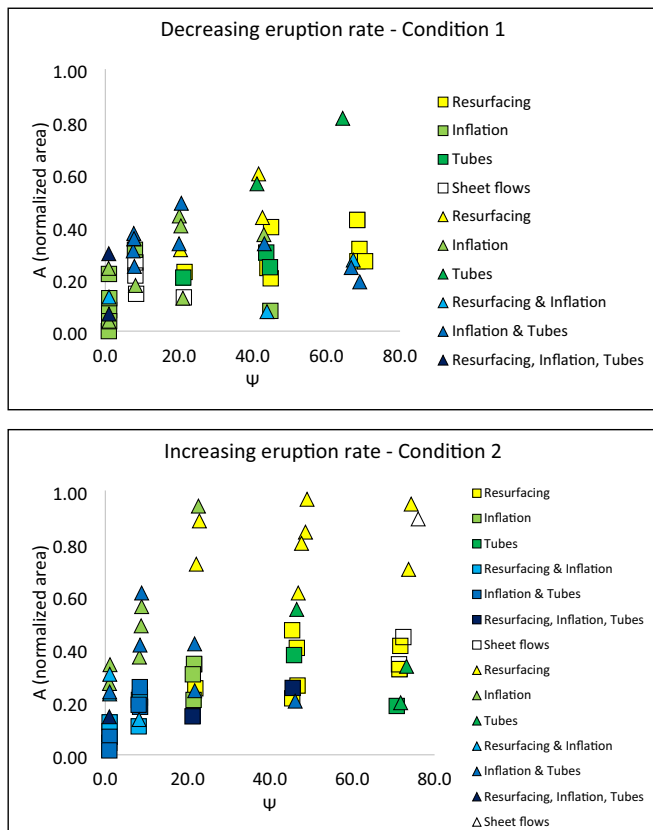 Decreasing eruption rate - Condition 1
A (normalized area)
1.00
0.80
0.60
0.40
0.20
0.00
0.0 20.0 40.0 60.0 80.0
Ψ
Resurfacing
Inflation
Tubes
Sheet flows
Resurfacing
Inflation
Tubes
Resurfacing & Inflation
Inflation & Tubes
Resurfacing, Inflation, Tubes
Increasing eruption rate - Condition 2
A (normalized area)
1.00
0.80
0.60
0.40
0.20
0.00
0.0 20.0 40.0 60.0 80.0
Ψ
Resurfacing
Inflation
Tubes
Resurfacing & Inflation
Inflation & Tubes
Resurfacing, Inflation, Tubes
Sheet flows
Resurfacing
Inflation
Tubes
Resurfacing & Inflation
Inflation & Tubes
Resurfacing, Inflation, Tubes
Sheet flows